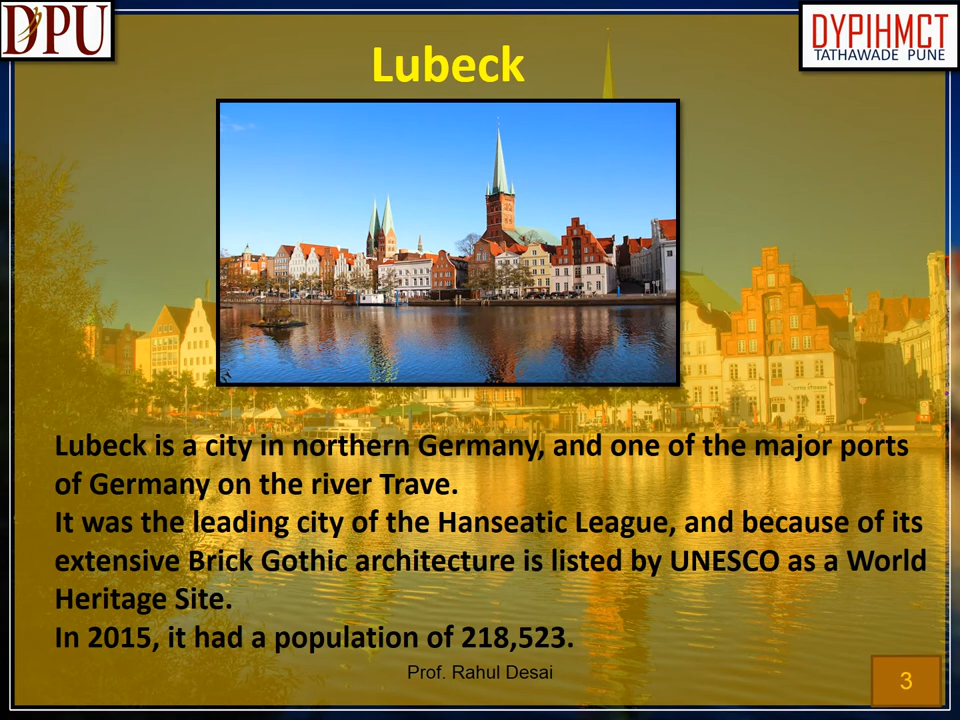 DPU
DYPIHMCT
TATHAWADE PUNE
Lubeck
Lubeck is a city in northern Germany, and one of the major ports
of Germany on the river Trave.
It was the leading city of the Hanseatic League, and because of its
extensive Brick Gothic architecture is listed by UNESCO as a World
Heritage Site.
In 2015, it had a population of 218,523.
Prof. Rahul Desai
3